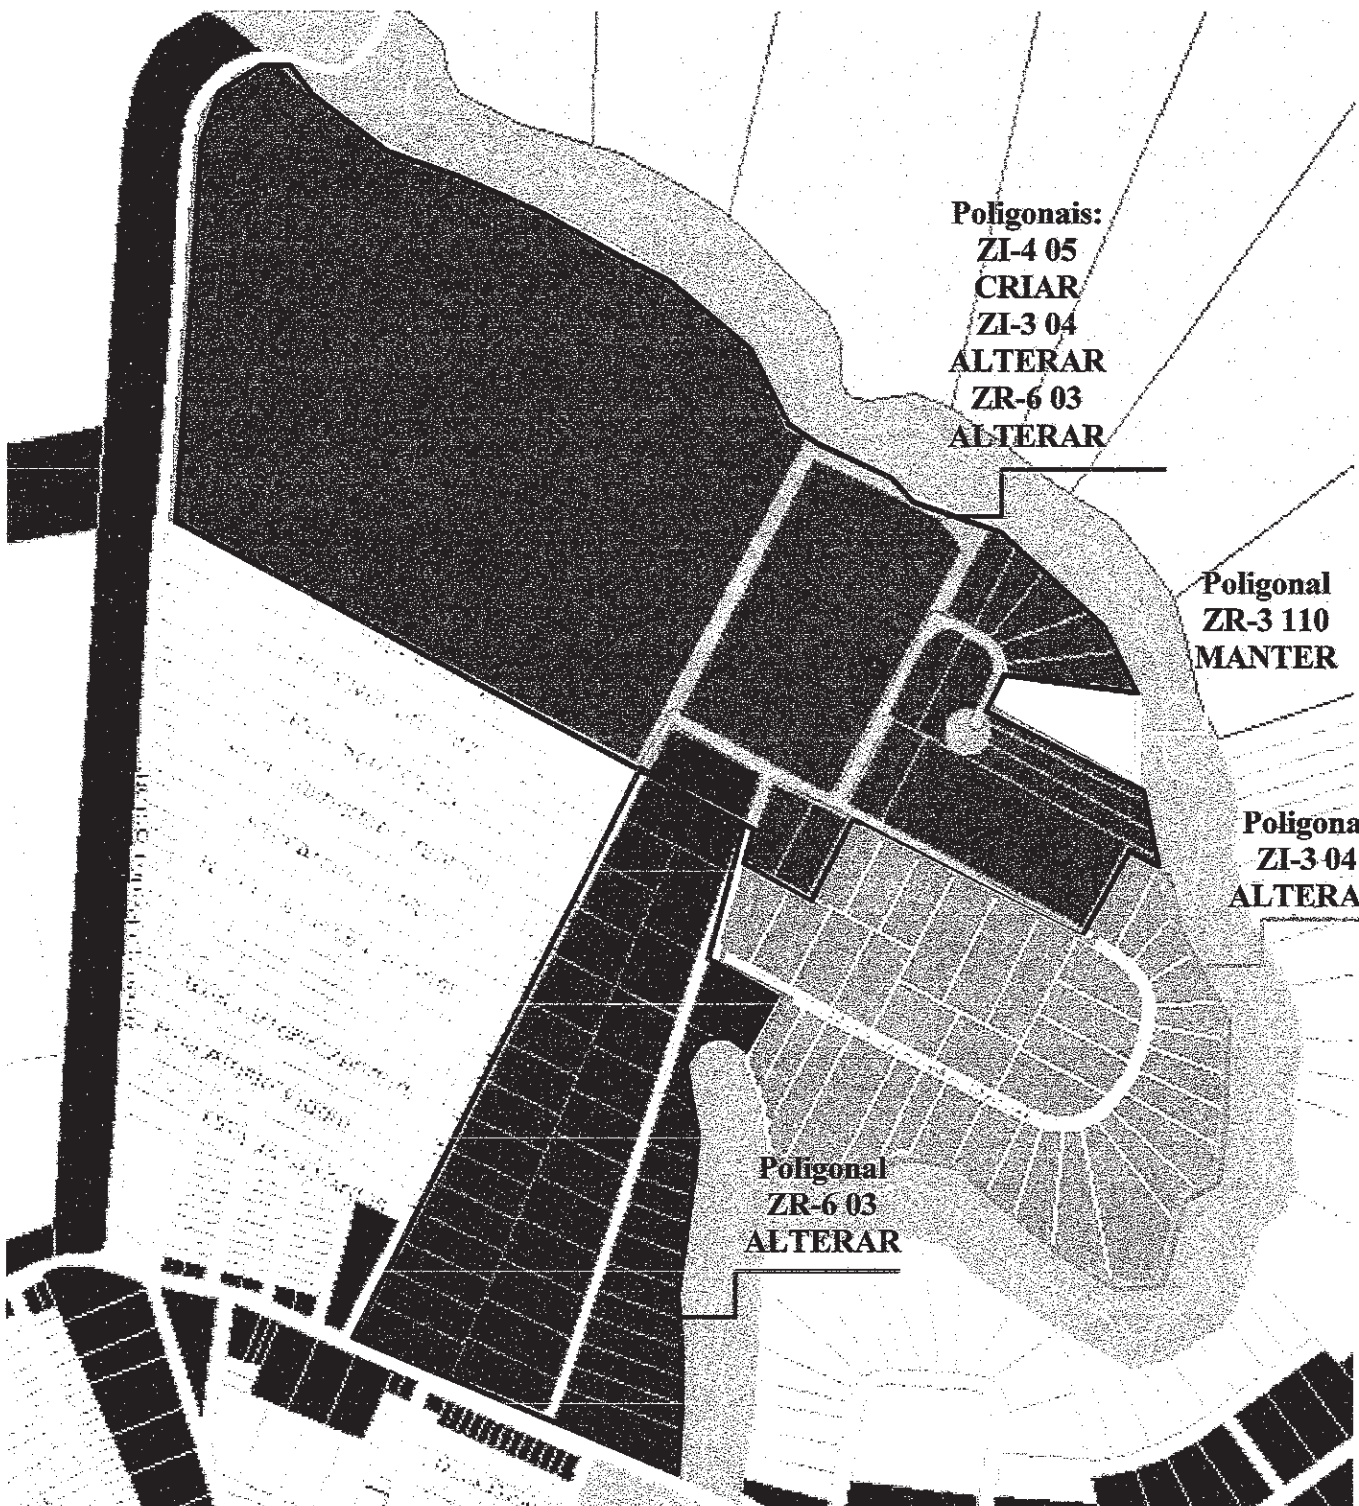 Poligonais:
ZI-4 05
CRIAR
ZI-3 04
ALTERAR
ZR-6 03
ALTERAR
Poligonal
ZR-3 110
MANTER
Poligona
ZI-3 04
ALTERA
Poligonal
ZR-6 03
ALTERAR